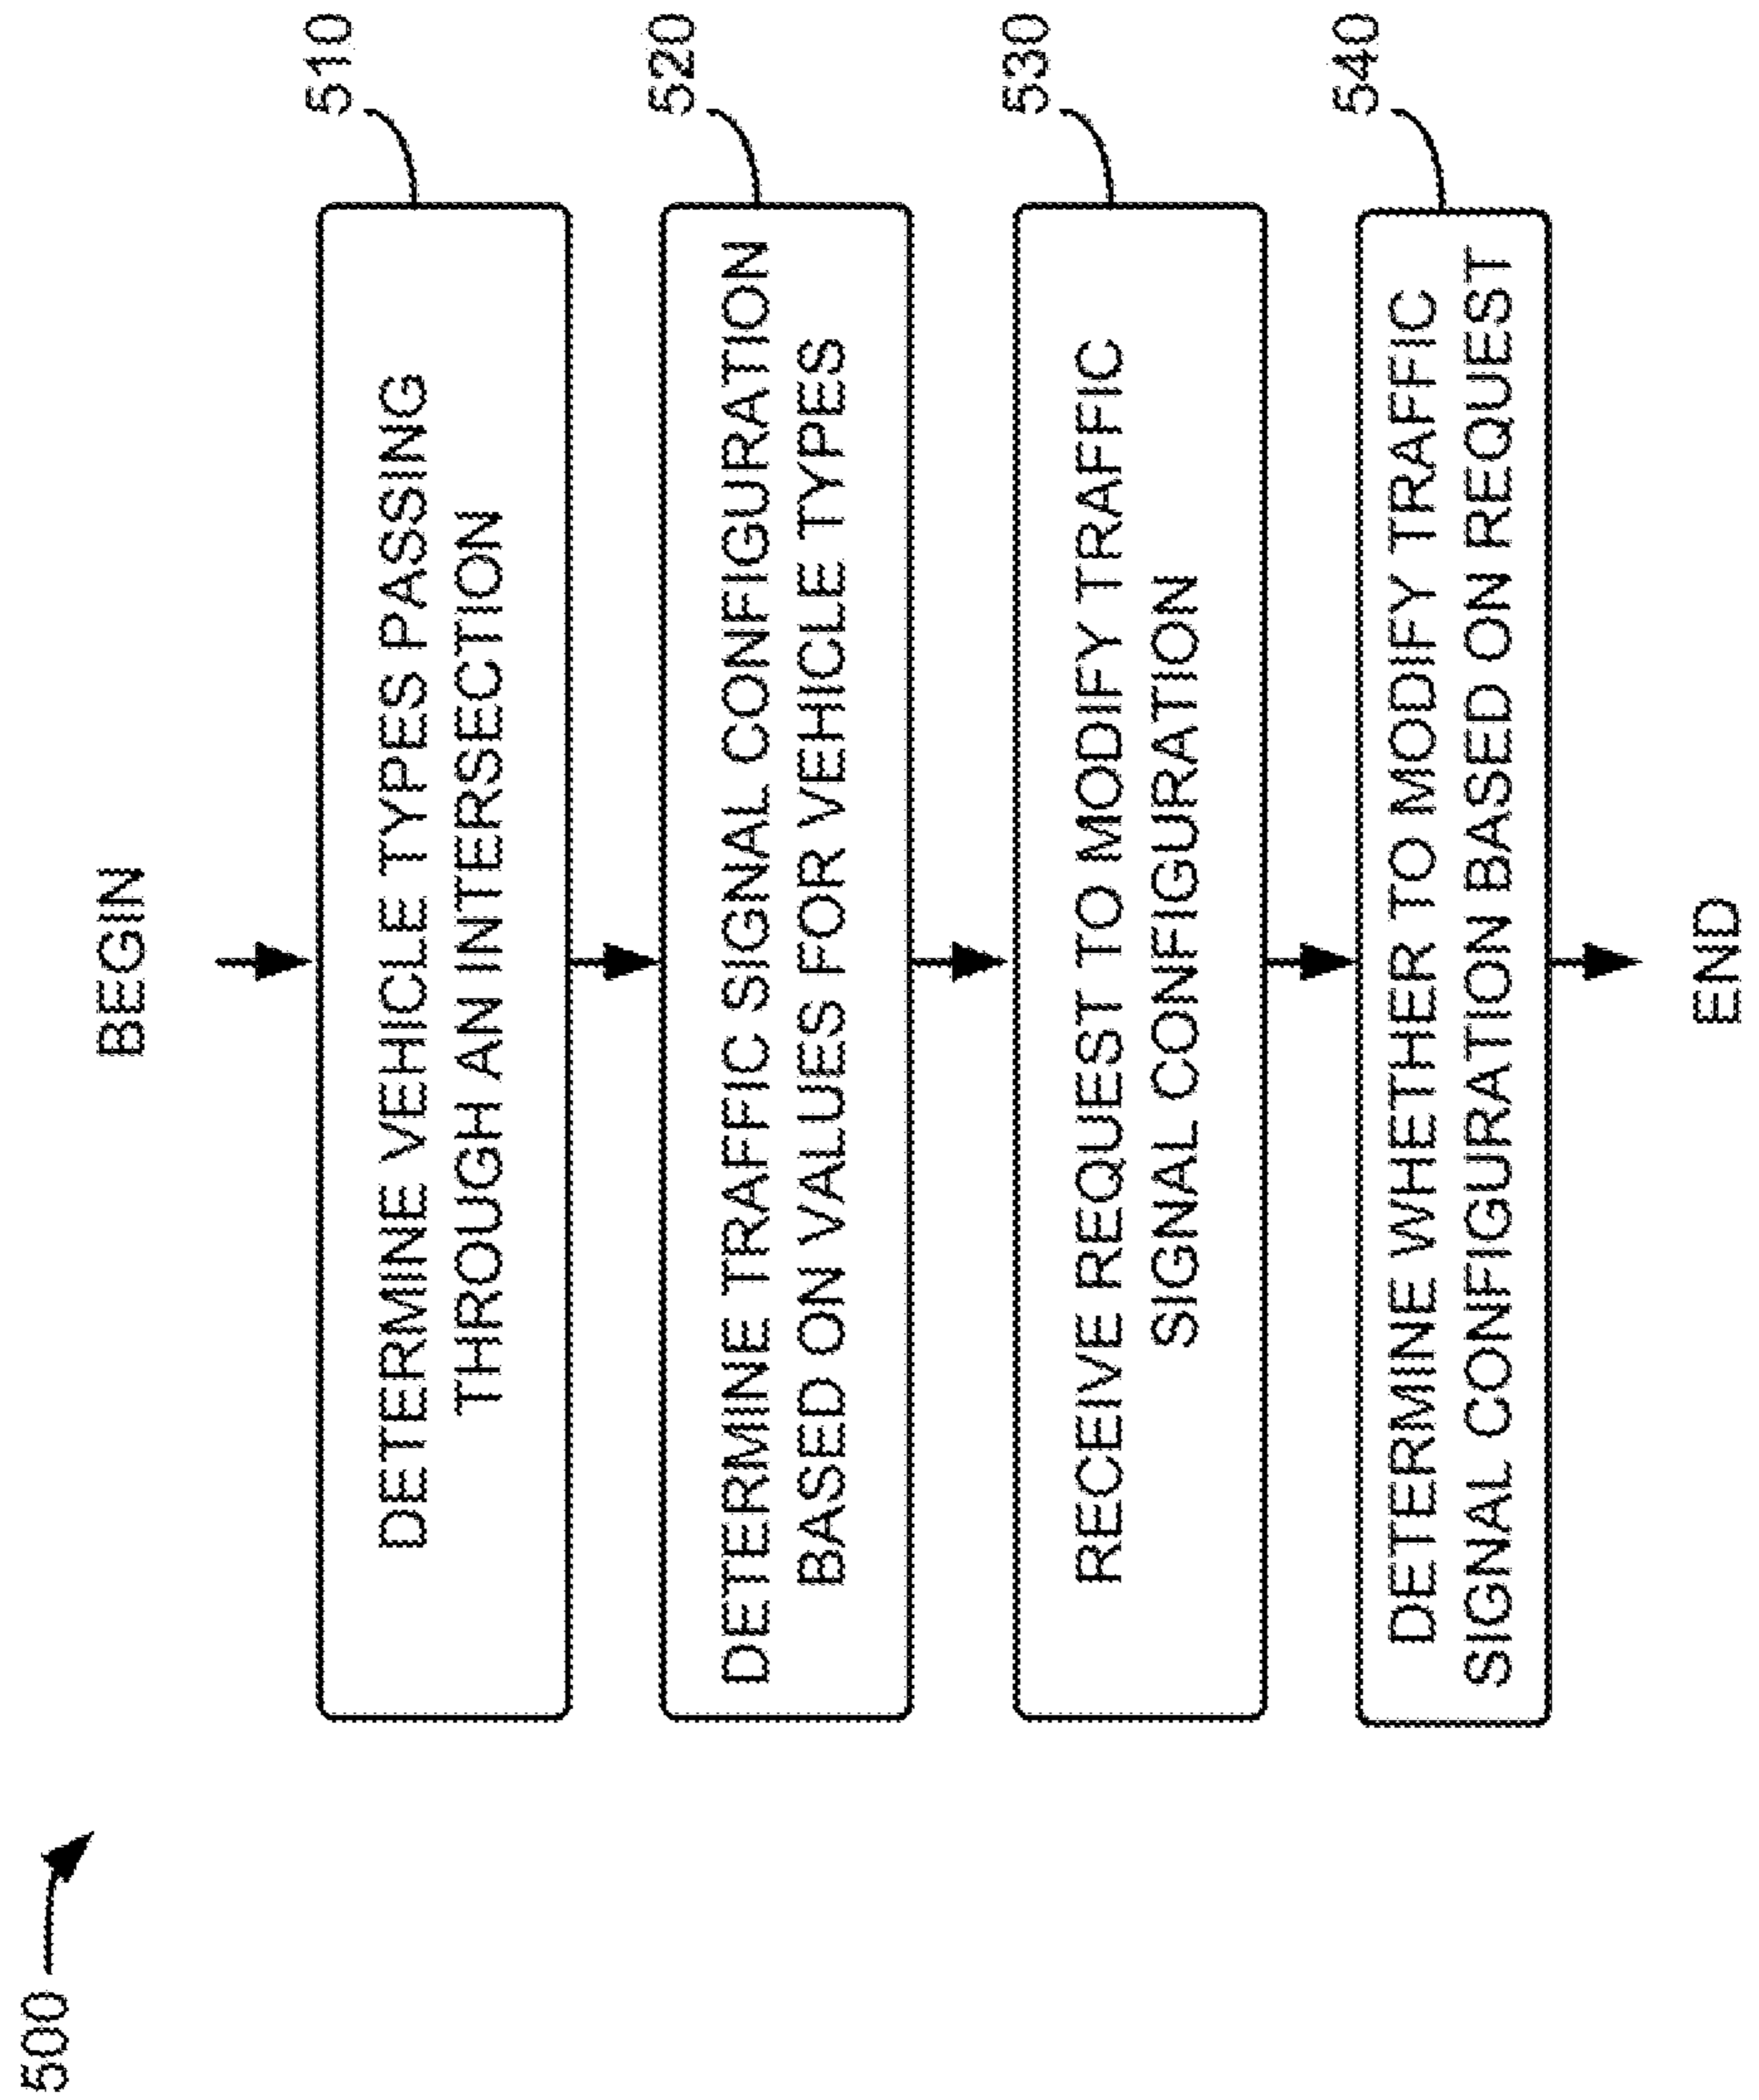 500
BEGIN
510
DETERMINE VEHICLE TYPES PASSING
THROUGH AN INTERSECTION
520
DETERMINE TRAFFIC SIGNAL CONFIGURATION
BASED ON VALUES FOR VEHICLE TYPES
530
RECEIVE REQUEST TO MODIFY TRAFFIC
SIGNAL CONFIGURATION
540
DETERMINE WHETHER TO MODIFY TRAFFIC
SIGNAL CONFIGURATION BASED ON REQUEST
END